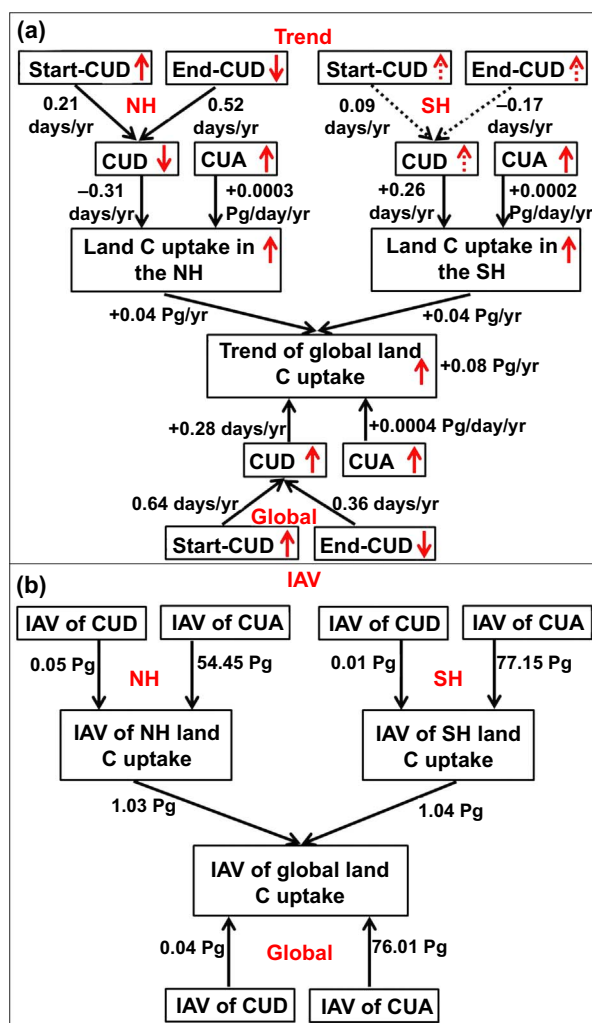 (a)
Trend
Start-CUD End-CUD Start-CUD End-CUD
0.21 days/yr NH 0.52 days/yr 0.09 days/yr SH –0.17 days/yr
CUD CUA CUD CUA
–0.31 days/yr +0.0003 Pg/day/yr +0.26 days/yr +0.0002 Pg/day/yr
Land C uptake in the NH
Land C uptake in the SH
+0.04 Pg/yr +0.04 Pg/yr
Trend of global land
C uptake
+0.08 Pg/yr
+0.28 days/yr +0.0004 Pg/day/yr
CUD CUA
0.64 days/yr 0.36 days/yr
Global
Start-CUD End-CUD
(b)
IAV
IAV of CUD IAV of CUA IAV of CUD IAV of CUA
0.05 Pg NH 54.45 Pg 0.01 Pg SH 77.15 Pg
IAV of NH land C uptake
IAV of SH land C uptake
1.03 Pg 1.04 Pg
IAV of global land
C uptake
0.04 Pg Global 76.01 Pg
IAV of CUD IAV of CUA